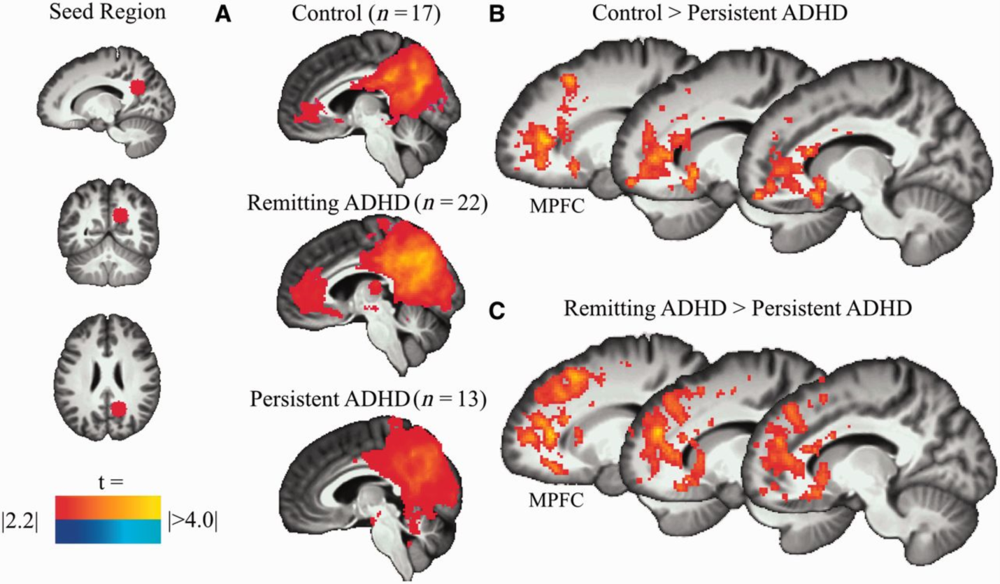 Seed Region
t =
|2.2|
|>4.0|
A
Control (n = 17)
Remitting ADHD (n = 22)
Persistent ADHD (n = 13)
B
Control > Persistent ADHD
MPFC
C
Remitting ADHD > Persistent ADHD
MPFC